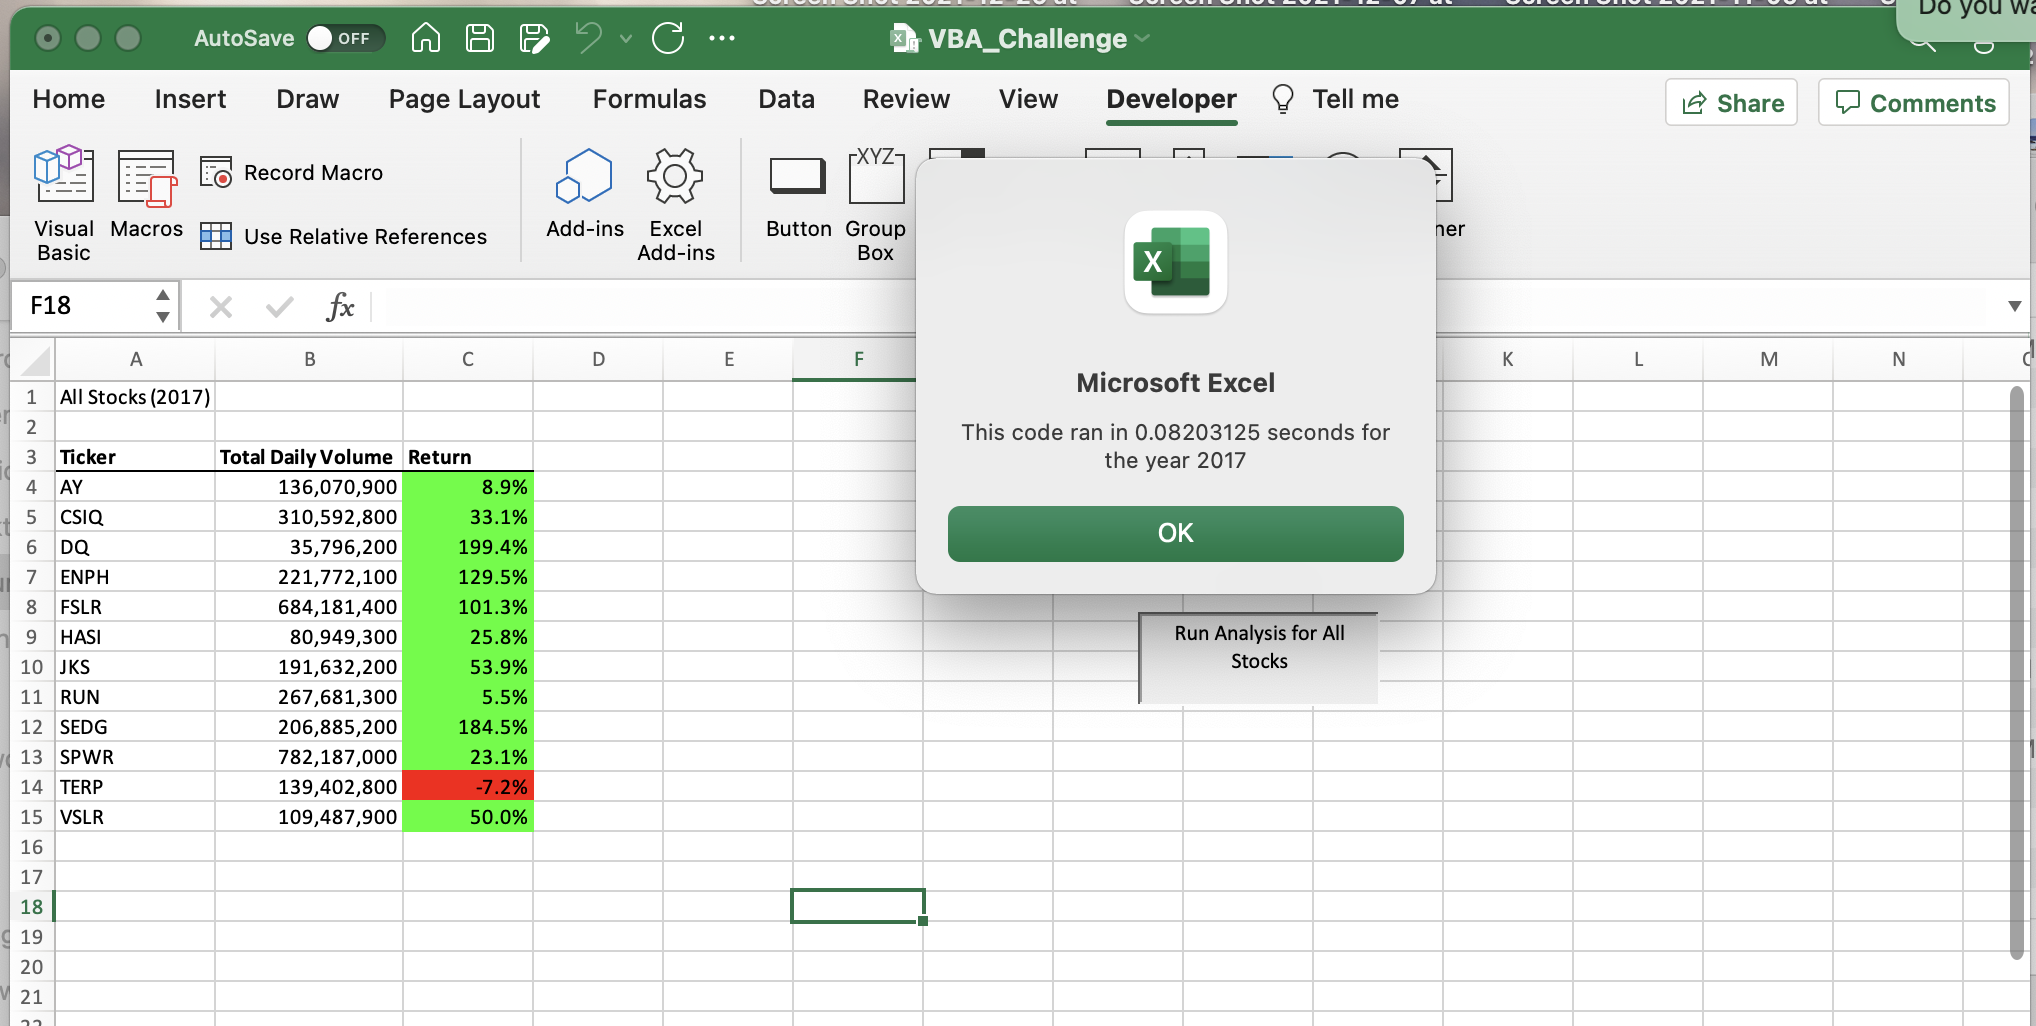 AutoSave OFF VBA_Challenge Do you wa
Home Insert Draw Page Layout Formulas Data Review View Developer Tell me Share Comments
Visual Basic
Macros
Record Macro
Use Relative References
Add-ins
Excel Add-ins
Button
Group Box
XYZ
F18 fx
A B C D E F K L M N
1 All Stocks (2017)
2
3 Ticker Total Daily Volume Return
4 AY 136,070,900 8.9%
5 CSIQ 310,592,800 33.1%
6 DQ 35,796,200 199.4%
7 ENPH 221,772,100 129.5%
8 FSLR 684,181,400 101.3%
9 HASI 80,949,300 25.8%
10 JKS 191,632,200 53.9%
11 RUN 267,681,300 5.5%
12 SEDG 206,885,200 184.5%
13 SPWR 782,187,000 23.1%
14 TERP 139,402,800 -7.2%
15 VSLR 109,487,900 50.0%
16
17
18
19
20
21
X
Microsoft Excel
This code ran in 0.08203125 seconds for
the year 2017
OK
Run Analysis for All
Stocks